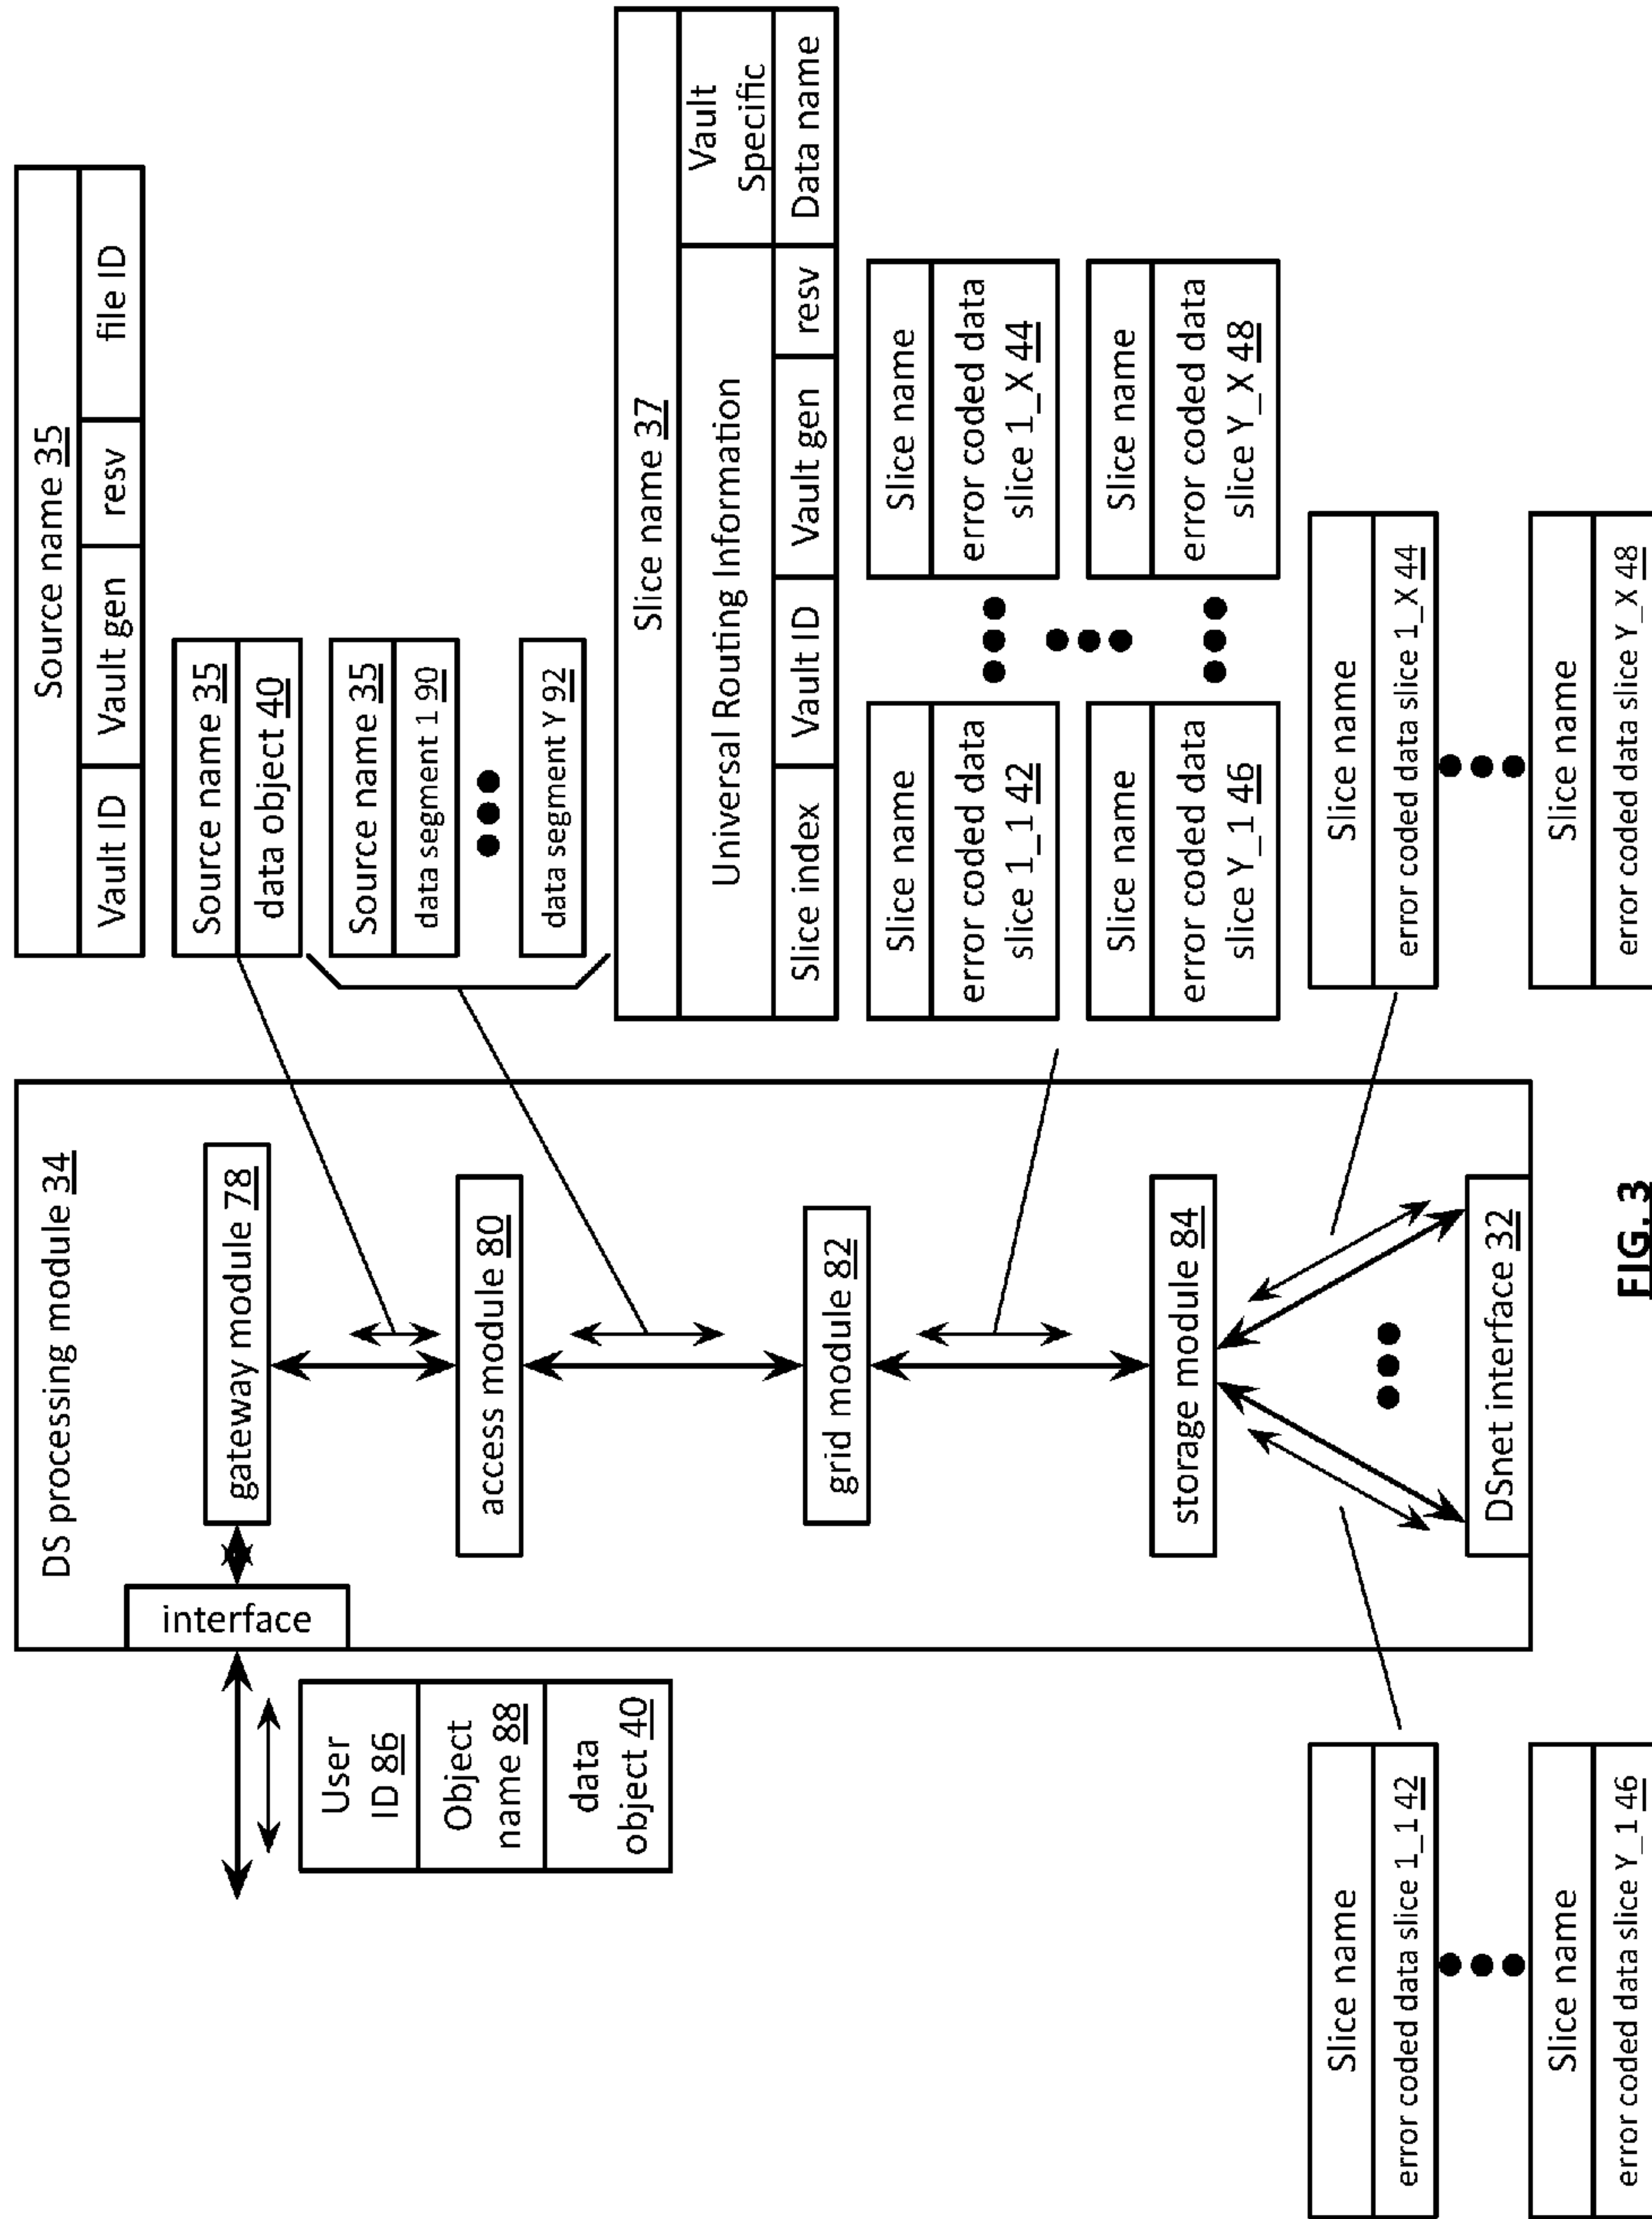 DS processing module 34
interface
gateway module 78
access module 80
grid module 82
storage module 84
DSnet interface 32
User
ID 86
Object
name 88
data
object 40
Source name 35
Vault ID
Vault gen
resv
file ID
Source name 35
data object 40
Source name 35
data segment 1 90
data segment Y 92
Slice name 37
Universal Routing Information
Vault
Specific
Slice index
Vault ID
Vault gen
resv
Data name
Slice name
error coded data
slice 1_1 42
Slice name
error coded data
slice 1_X 44
Slice name
error coded data
slice Y_1 46
Slice name
error coded data
slice Y_X 48
Slice name
error coded data slice 1_1 42
Slice name
error coded data slice Y_1 46
Slice name
error coded data slice 1_X 44
Slice name
error coded data slice Y_X 48
FIG. 3